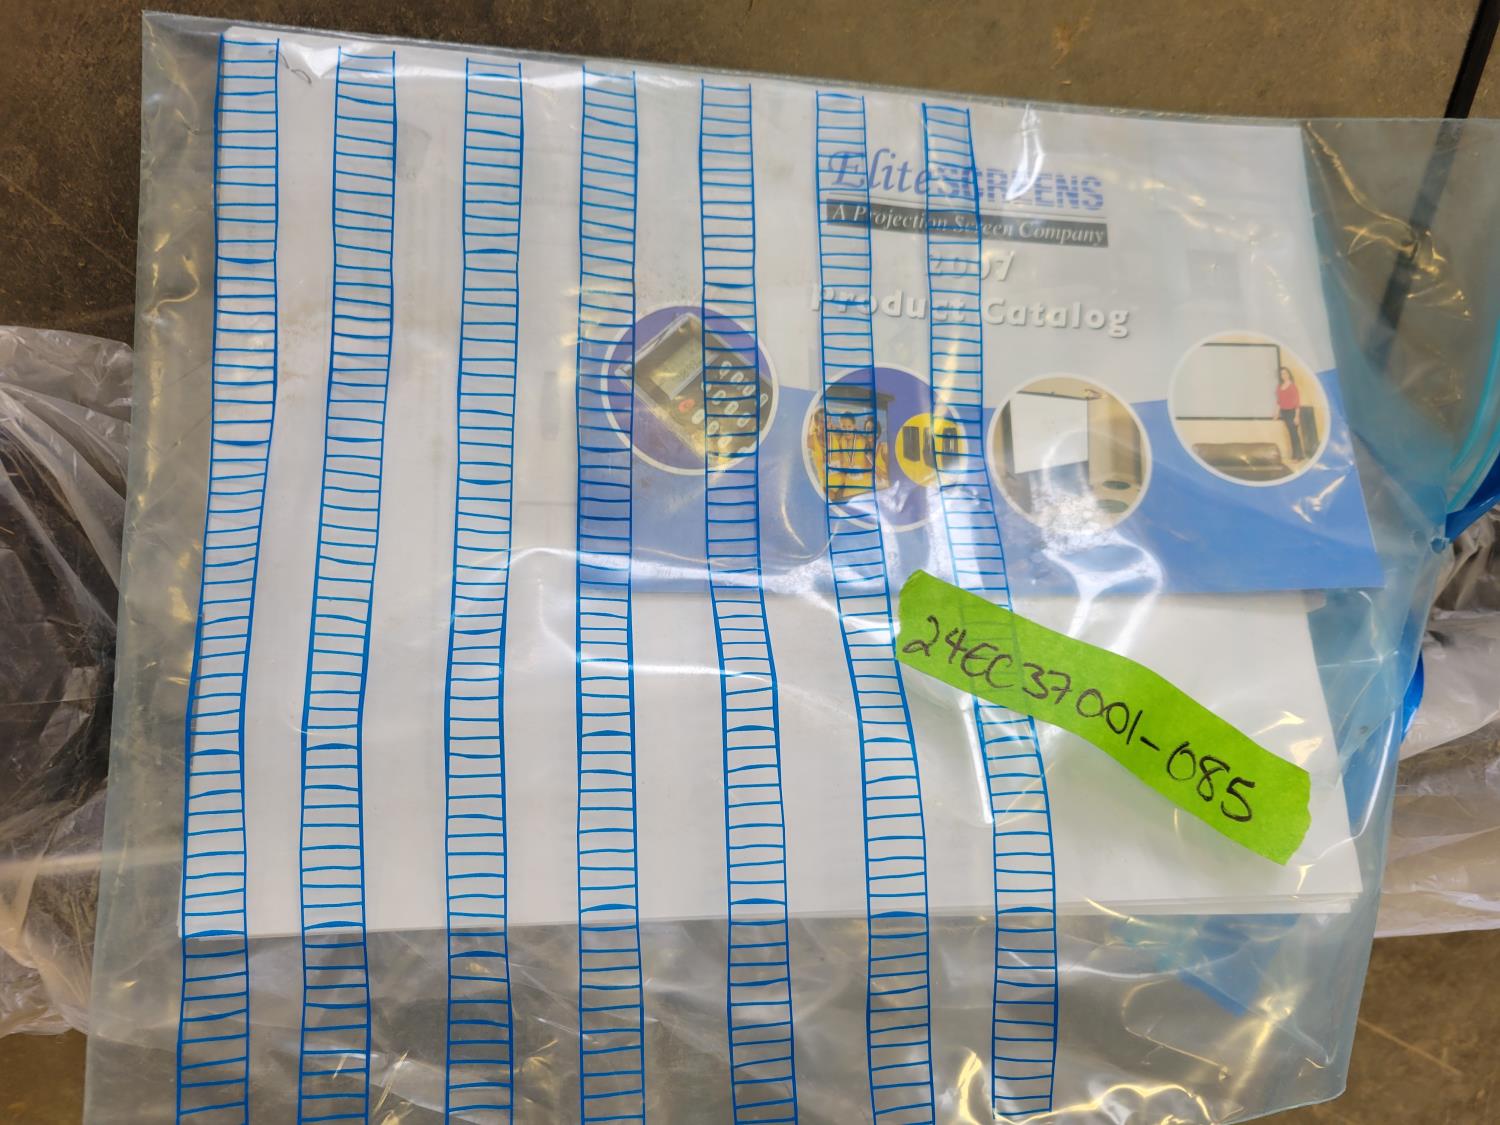 EliteSCREENS
A Projection Screen Company
2007
Product Catalog
24EC37001-085